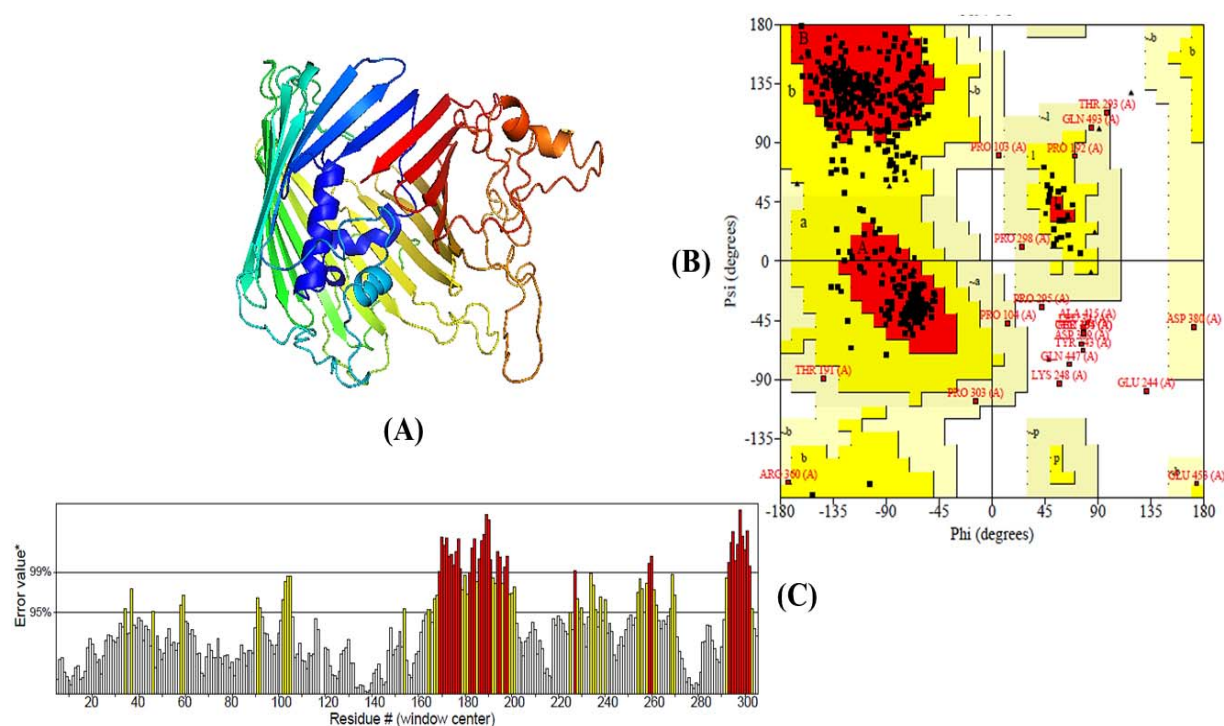 (A)
(B)
(C)
180
135
90
45
0
-45
-90
-135
-180 -135 -90 -45 0 45 90 135 180
Psi (degrees)
Phi (degrees)
B
b
~b
~b
b
~l
l
a
A
~a
~b
b
~p
p
~b
THR 293 (A)
GLN 493 (A)
PRO 103 (A)
PRO 192 (A)
PRO 298 (A)
PRO 295 (A)
PRO 104 (A)
ALA 415 (A)
ASP 380 (A)
GLN 447 (A)
THR 191 (A)
LYS 248 (A)
GLU 244 (A)
PRO 303 (A)
ARG 360 (A)
GLU 453 (A)
Error value*
99%
95%
20 40 60 80 100 120 140 160 180 200 220 240 260 280 300
Residue # (window center)